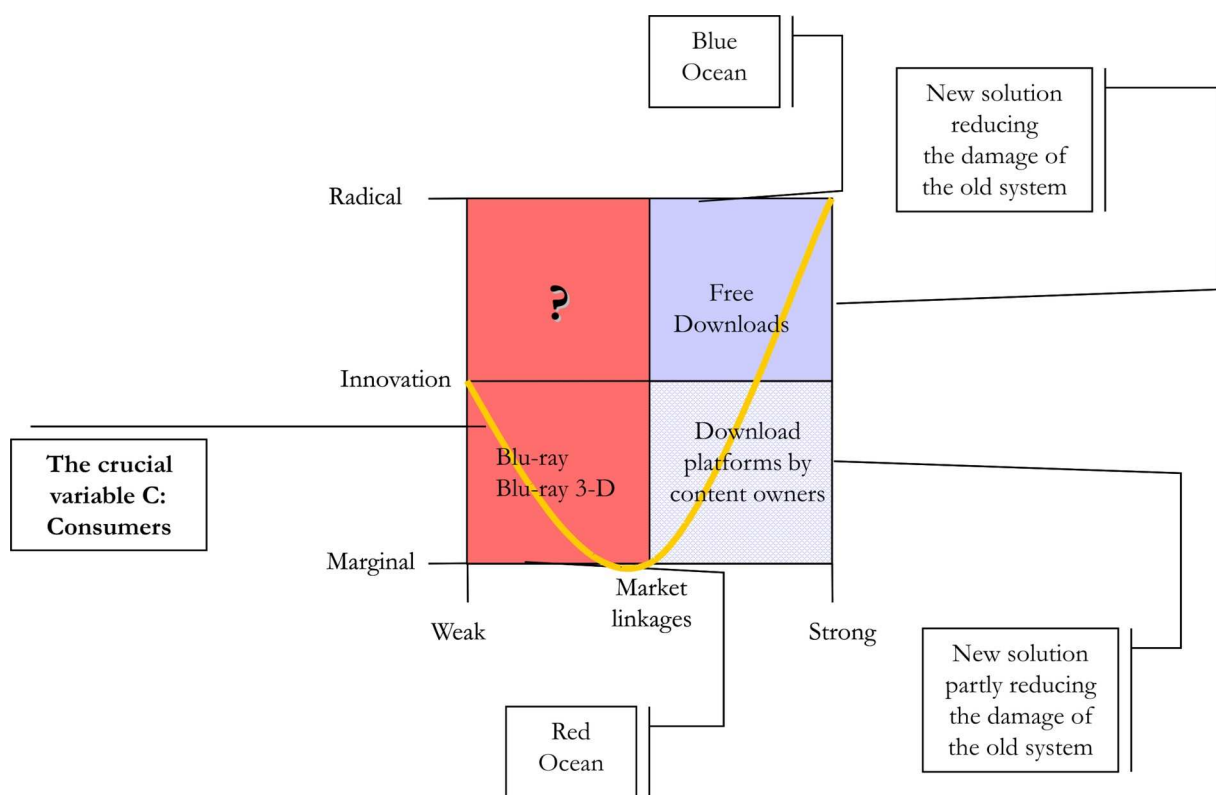 Blue
Ocean
New solution
reducing
the damage of
the old system
Radical
?
Free
Downloads
Innovation
The crucial
variable C:
Consumers
Blu-ray
Blu-ray 3-D
Download
platforms by
content owners
Marginal
Market
linkages
Weak
Strong
New solution
partly reducing
the damage of
the old system
Red
Ocean